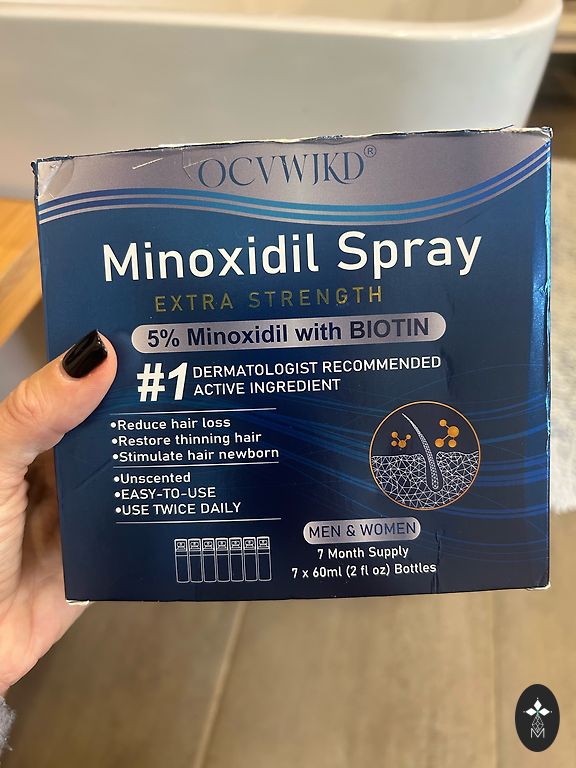 OCVWJKD®
Minoxidil Spray
EXTRA STRENGTH
5% Minoxidil with BIOTIN
#1 DERMATOLOGIST RECOMMENDED
ACTIVE INGREDIENT
•Reduce hair loss
•Restore thinning hair
•Stimulate hair newborn
•Unscented
•EASY-TO-USE
•USE TWICE DAILY
MEN & WOMEN
7 Month Supply
7 x 60ml (2 fl oz) Bottles
M